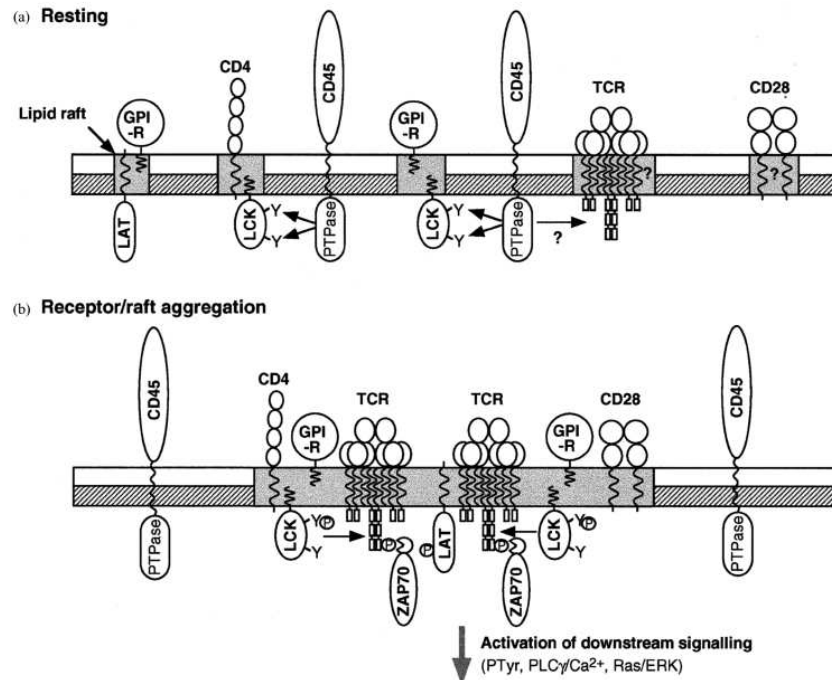 (a) Resting
CD45
CD45
CD4
TCR
CD28
GPI
-R
GPI
-R
Lipid raft
?
?
LAT
LCK
Y
Y
PTPase
LCK
Y
Y
PTPase
?
(b) Receptor/raft aggregation
CD45
CD45
CD4
TCR
TCR
CD28
GPI
-R
GPI
-R
PTPase
LCK
Y
P
Y
P
ZAP70
P
LAT
P
ZAP70
LCK
Y
P
Y
PTPase
Activation of downstream signalling
(PTyr, PLCγ/Ca²⁺, Ras/ERK)